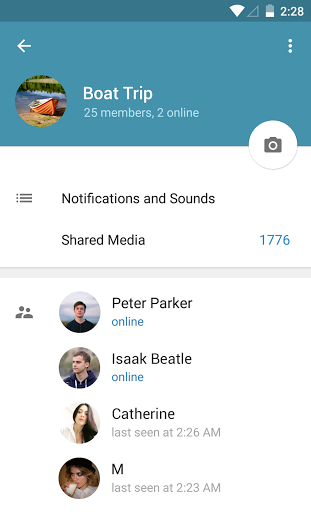 2:28
Boat Trip
25 members, 2 online
Notifications and Sounds
Shared Media 1776
Peter Parker
online
Isaak Beatle
online
Catherine
last seen at 2:26 AM
M
last seen at 2:23 AM